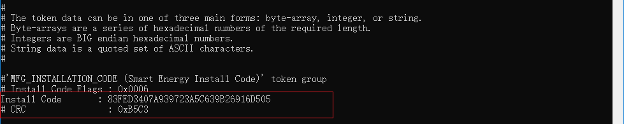 #
# The token data can be in one of three main forms: byte-array, integer, or string.
# Byte-arrays are a series of hexadecimal numbers of the required length.
# Integers are BIG endian hexadecimal numbers.
# String data is a quoted set of ASCII characters.
#
#'MFG_INSTALLATION_CODE (Smart Energy Install Code)' token group
# Install Code Flags : 0x0006
Install Code : 83FED3407A939723A5C639B26916D505
# CRC : 0xB5C3